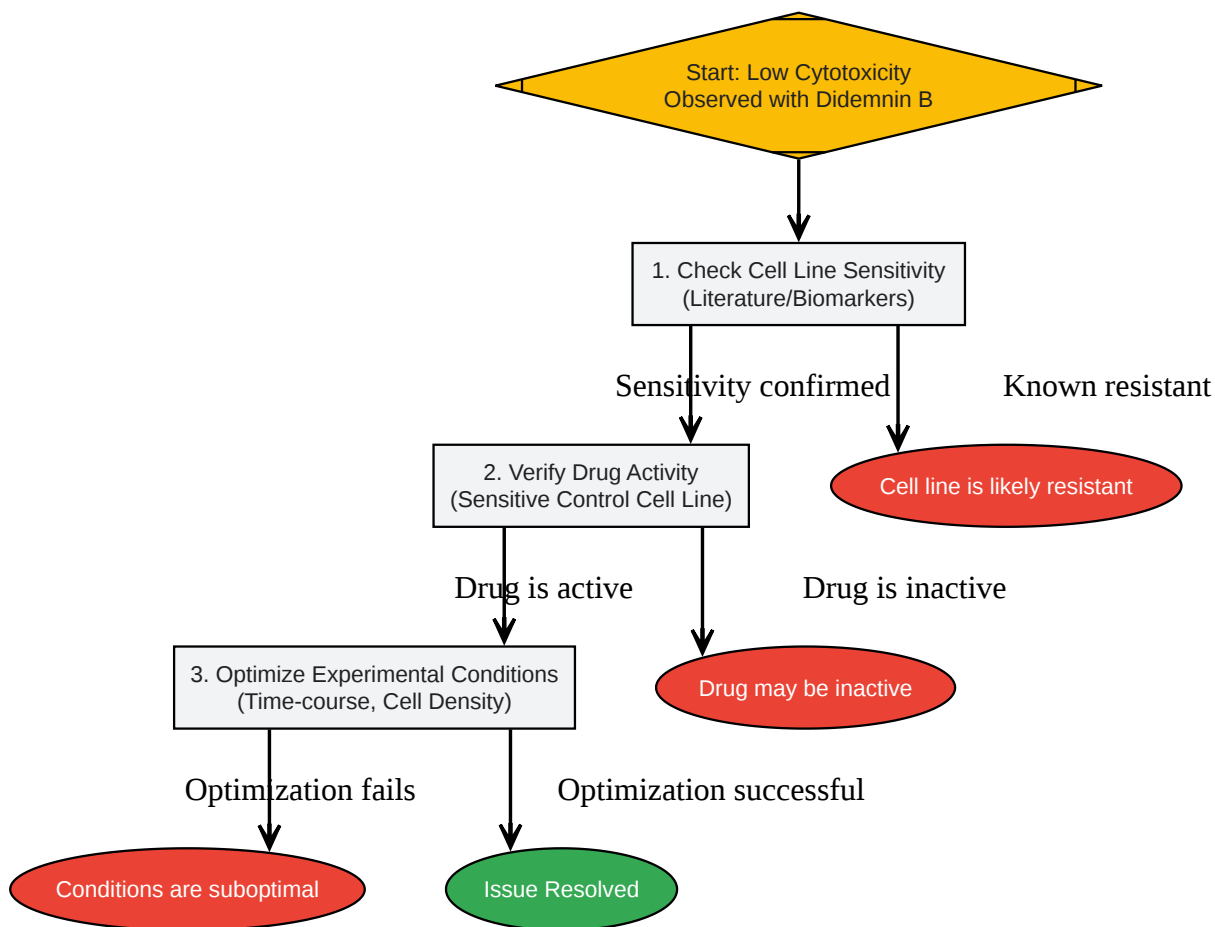 Start: Low Cytotoxicity
Observed with Didemnin B
1. Check Cell Line Sensitivity
(Literature/Biomarkers)
Sensitivity confirmed
Known resistant
2. Verify Drug Activity
(Sensitive Control Cell Line)
Cell line is likely resistant
Drug is active
Drug is inactive
3. Optimize Experimental Conditions
(Time-course, Cell Density)
Drug may be inactive
Optimization fails
Optimization successful
Conditions are suboptimal
Issue Resolved